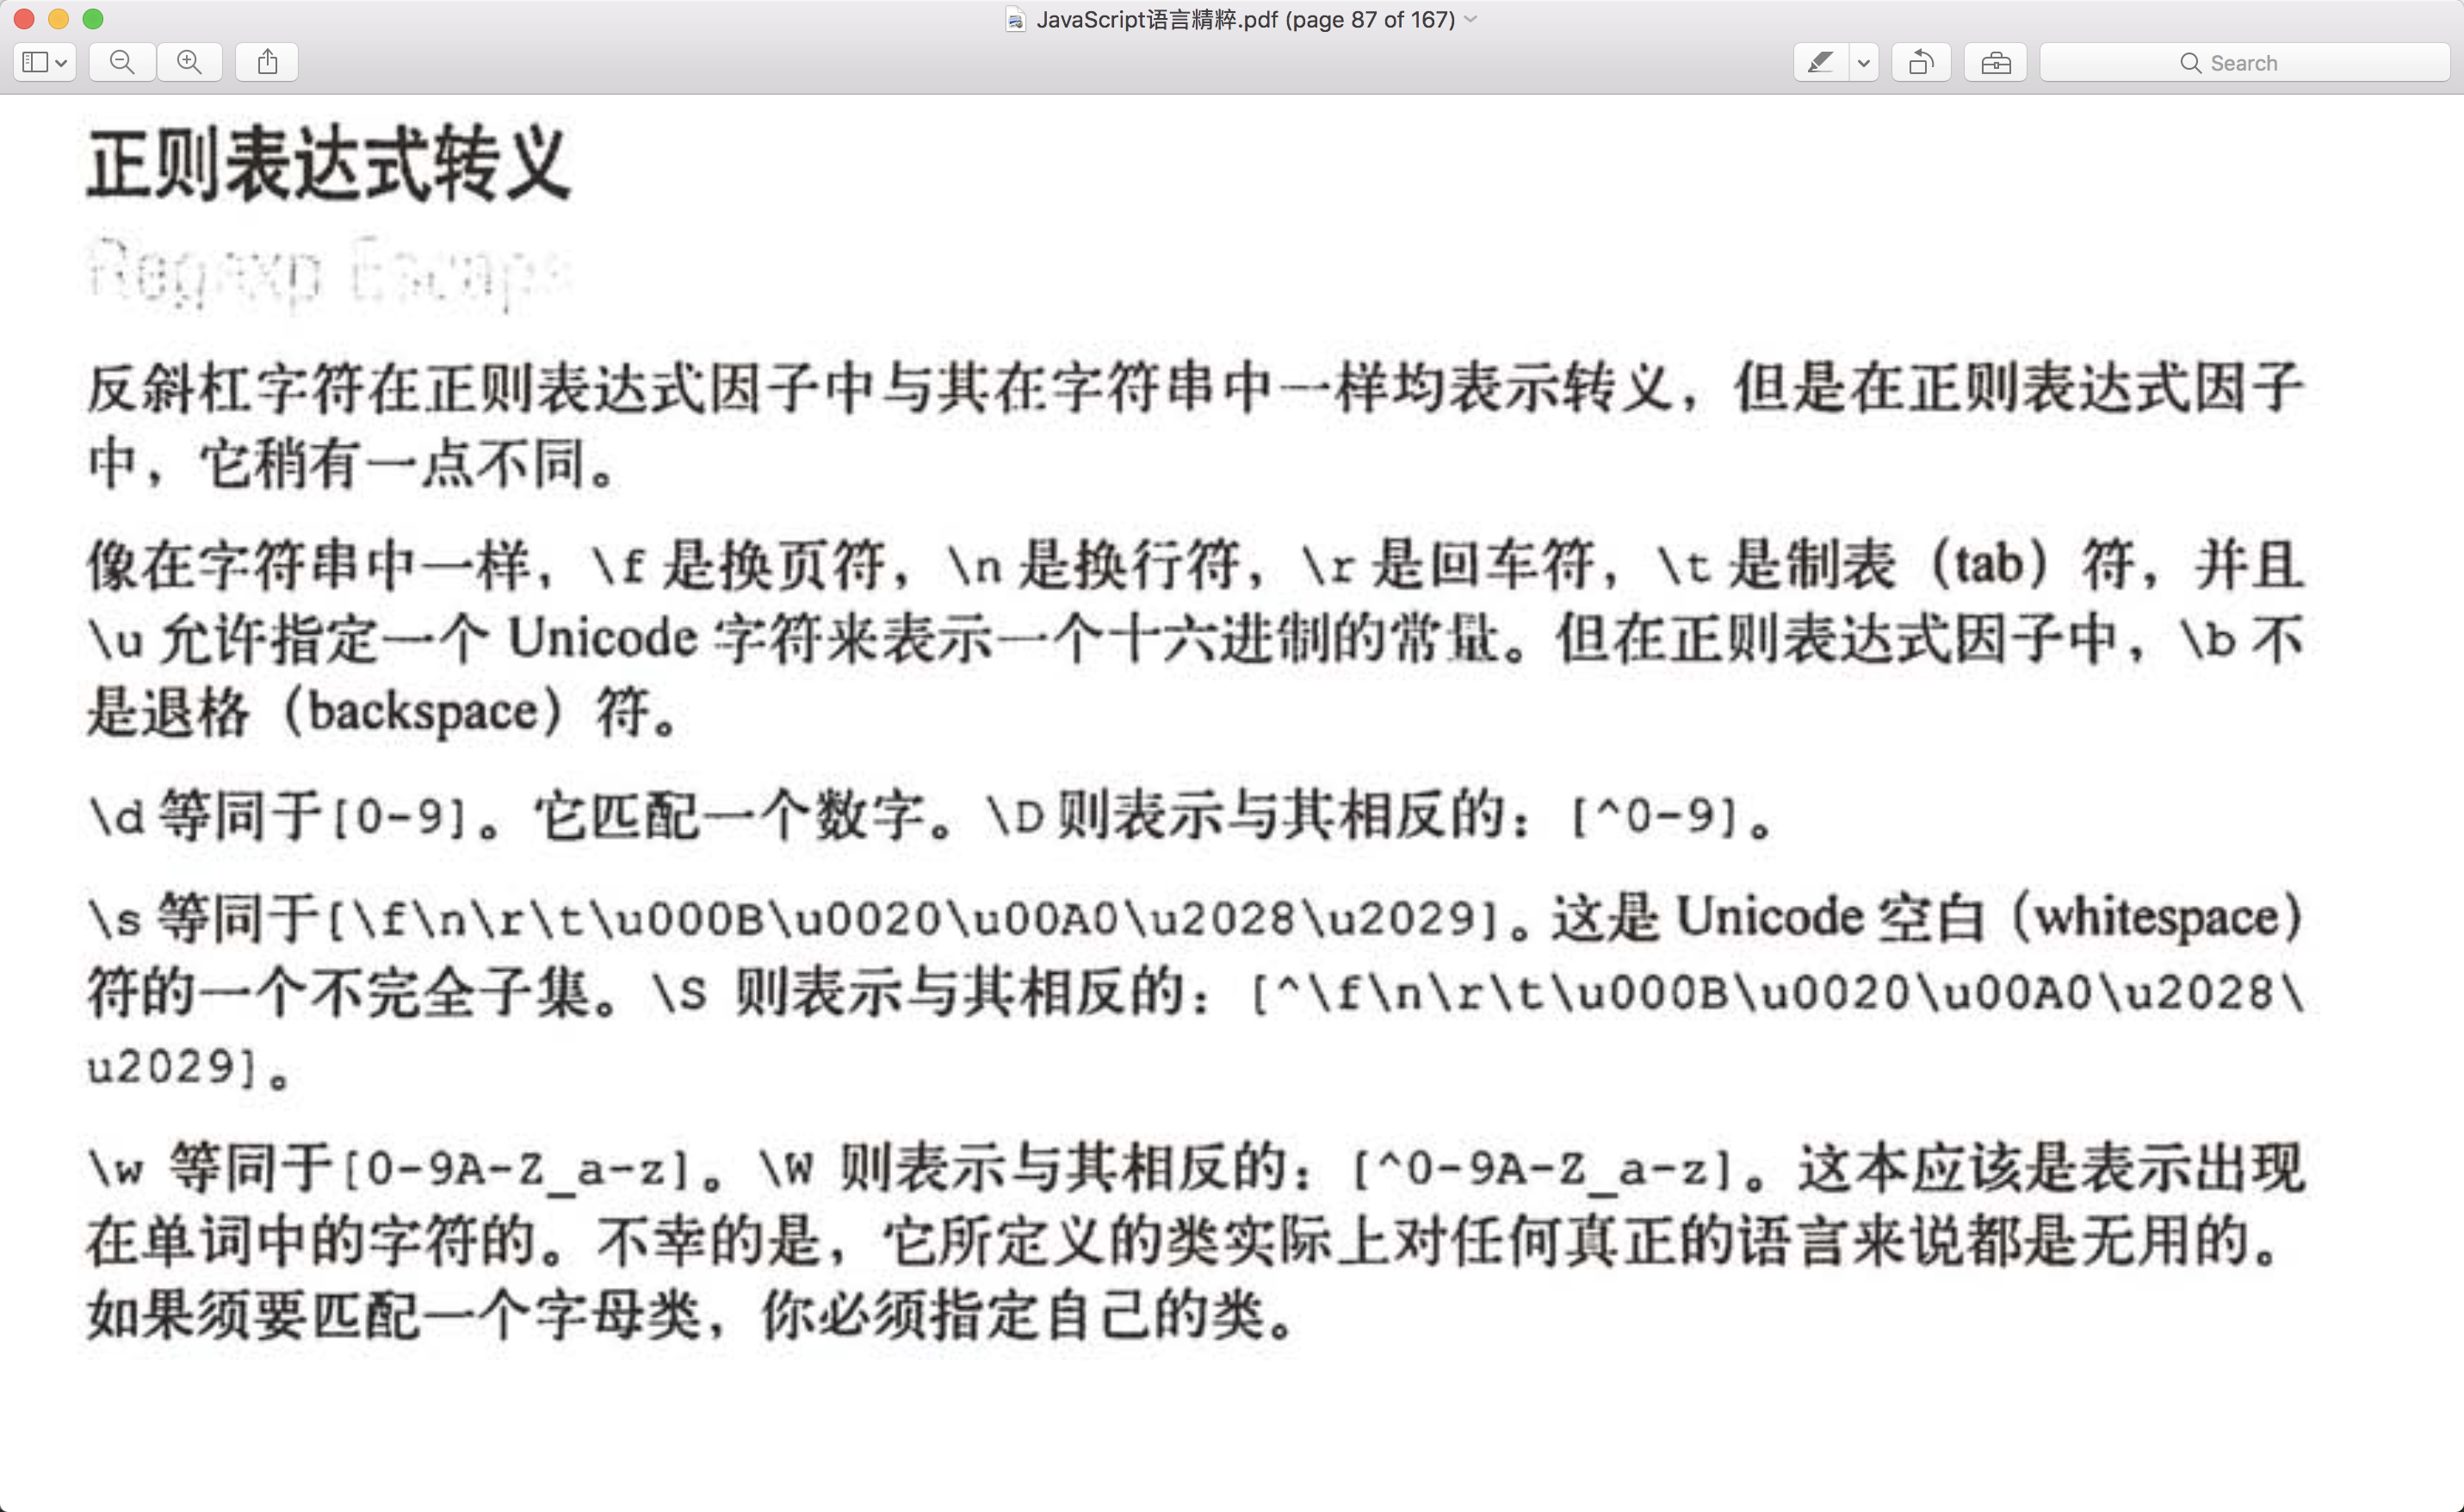 JavaScript语言精粹.pdf (page 87 of 167)
Search
正则表达式转义
Regexp Escape
反斜杠字符在正则表达式因子中与其在字符串中一样均表示转义，但是在正则表达式因子
中，它稍有一点不同。
像在字符串中一样，\f 是换页符，\n 是换行符，\r 是回车符，\t 是制表（tab）符，并且
\u 允许指定一个 Unicode 字符来表示一个十六进制的常量。但在正则表达式因子中，\b 不
是退格（backspace）符。
\d 等同于[0-9]。它匹配一个数字。\D 则表示与其相反的：[^0-9]。
\s 等同于[\f\n\r\t\u000B\u0020\u00A0\u2028\u2029]。这是 Unicode 空白（whitespace）
符的一个不完全子集。\S 则表示与其相反的：[^\f\n\r\t\u000B\u0020\u00A0\u2028\
u2029]。
\w 等同于[0-9A-Z_a-z]。\W 则表示与其相反的：[^0-9A-Z_a-z]。这本应该是表示出现
在单词中的字符的。不幸的是，它所定义的类实际上对任何真正的语言来说都是无用的。
如果须要匹配一个字母类，你必须指定自己的类。